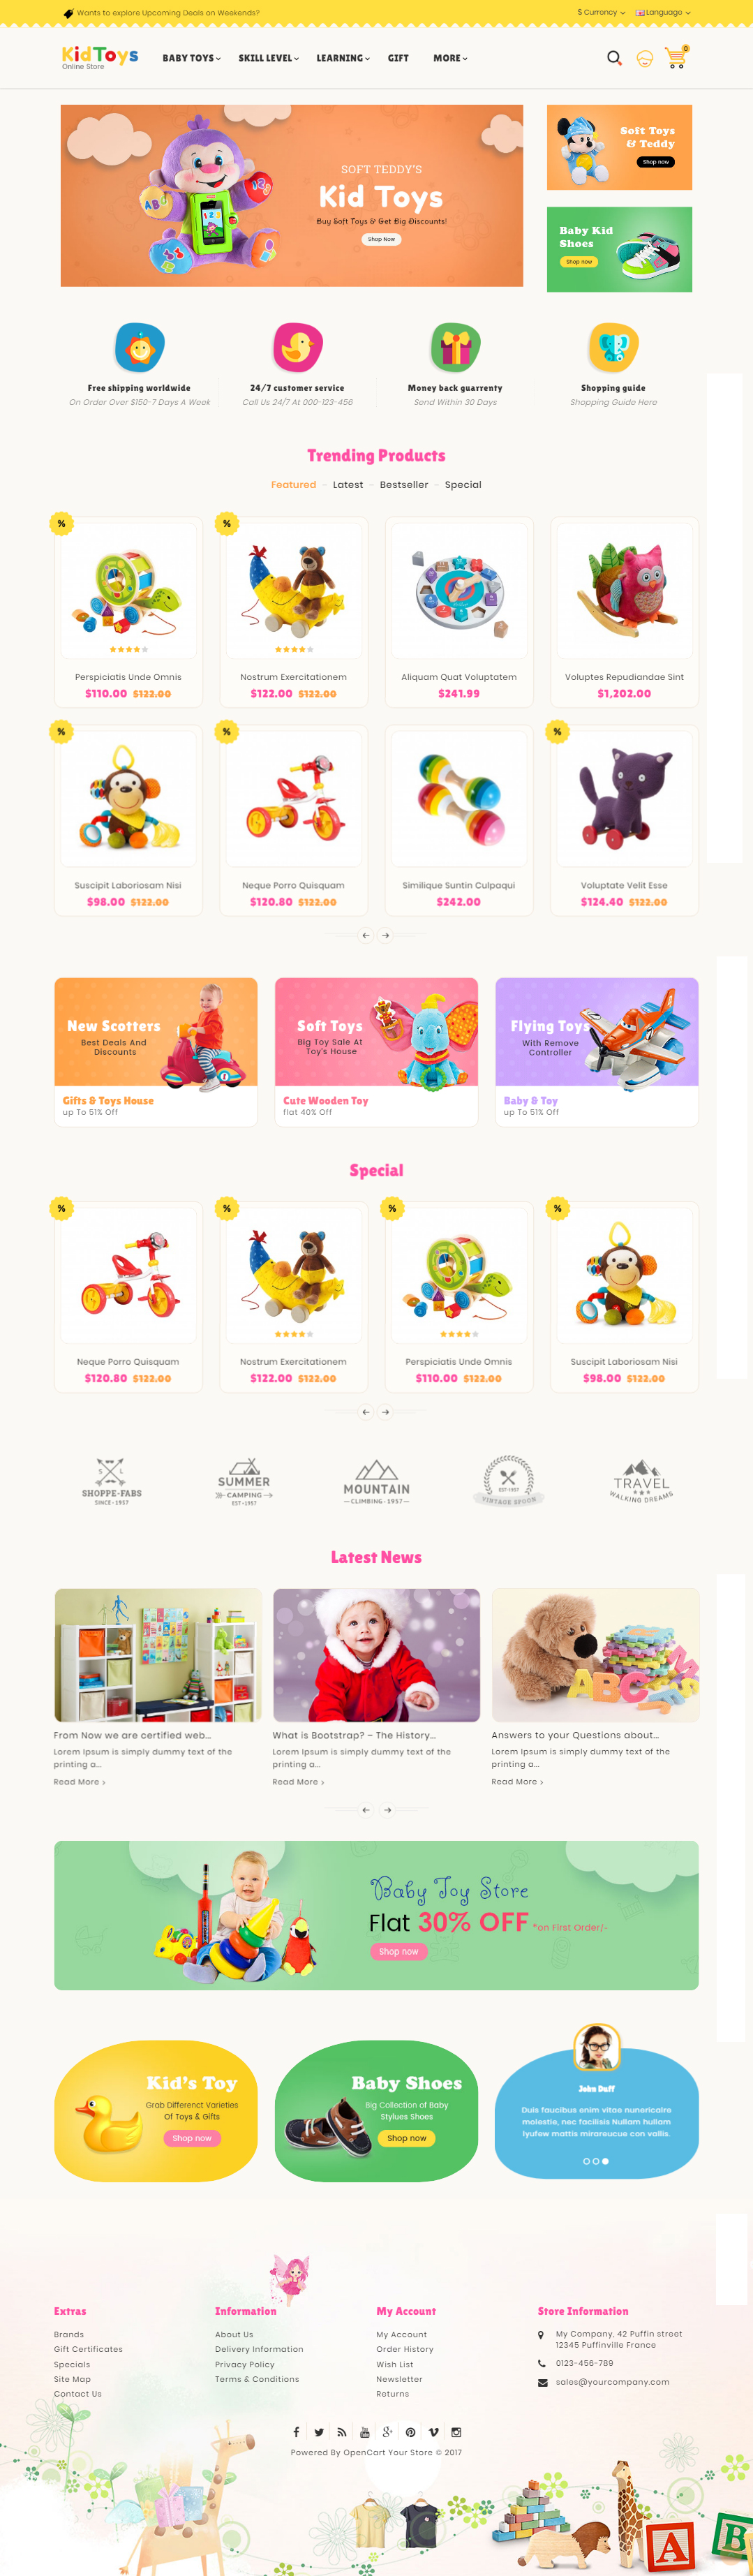 Wants to explore Upcoming Deals on Weekends?
$ Currency
Language
KidToys
Online Store
BABY TOYS
SKILL LEVEL
LEARNING
GIFT
MORE
0
SOFT TEDDY'S
Kid Toys
Buy Soft Toys & Get Big Discounts!
Shop Now
Soft Toys
& Teddy
Shop now
Baby Kid
Shoes
Shop now
Free shipping worldwide
On Order Over $150-7 Days A Week
24/7 customer service
Call Us 24/7 At 000-123-456
Money back guarrenty
Send Within 30 Days
Shopping guide
Shopping Guide Here
Trending Products
Featured - Latest - Bestseller - Special
%
Perspiciatis Unde Omnis
$110.00 $122.00
%
Nostrum Exercitationem
$122.00 $122.00
Aliquam Quat Voluptatem
$241.99
Voluptes Repudiandae Sint
$1,202.00
%
Suscipit Laboriosam Nisi
$98.00 $122.00
%
Neque Porro Quisquam
$120.80 $122.00
Similique Suntin Culpaqui
$242.00
%
Voluptate Velit Esse
$124.40 $122.00
New Scotters
Best Deals And
Discounts
Gifts & Toys House
up To 51% Off
Soft Toys
Big Toy Sale At
Toy's House
Cute Wooden Toy
flat 40% Off
Flying Toys
With Remove
Controller
Baby & Toy
up To 51% Off
Special
%
Neque Porro Quisquam
$120.80 $122.00
%
Nostrum Exercitationem
$122.00 $122.00
%
Perspiciatis Unde Omnis
$110.00 $122.00
%
Suscipit Laboriosam Nisi
$98.00 $122.00
S L
SHOPPE-FABS
SINCE-1957
SUMMER
CAMPING
EST-1957
MOUNTAIN
CLIMBING-1957
EST-1957
VINTAGE SPOON
TRAVEL
WALKING DREAMS
Latest News
From Now we are certified web...
Lorem Ipsum is simply dummy text of the
printing a...
Read More
What is Bootstrap? – The History...
Lorem Ipsum is simply dummy text of the
printing a...
Read More
ABC
Answers to your Questions about...
Lorem Ipsum is simply dummy text of the
printing a...
Read More
Baby Toy Store
Flat 30% OFF *on First Order/-
Shop now
Kid's Toy
Grab Differenct Varieties
Of Toys & Gifts
Shop now
Baby Shoes
Big Collection of Baby
Stylues Shoes
Shop now
John Duff
Duis faucibus enim vitae nunericalre
molestie, nec facilisis Nullam hullam
lyufew mattis mirareucue con vallis.
Extras
Brands
Gift Certificates
Specials
Site Map
Contact Us
Information
About Us
Delivery Information
Privacy Policy
Terms & Conditions
My Account
My Account
Order History
Wish List
Newsletter
Returns
Store Information
My Company, 42 Puffin street
12345 Puffinville France
0123-456-789
sales@yourcompany.com
Powered By OpenCart Your Store © 2017
A
B